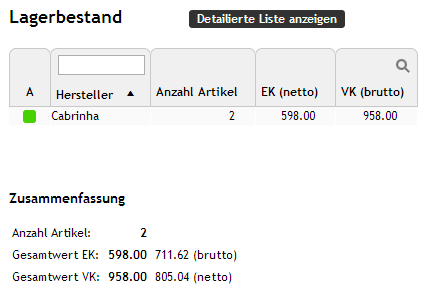 Lagerbestand Detailierte Liste anzeigen
A Hersteller ▲ Anzahl Artikel EK (netto) VK (brutto)
Cabrinha 2 598.00 958.00
Zusammenfassung
Anzahl Artikel: 2
Gesamtwert EK: 598.00 711.62 (brutto)
Gesamtwert VK: 958.00 805.04 (netto)